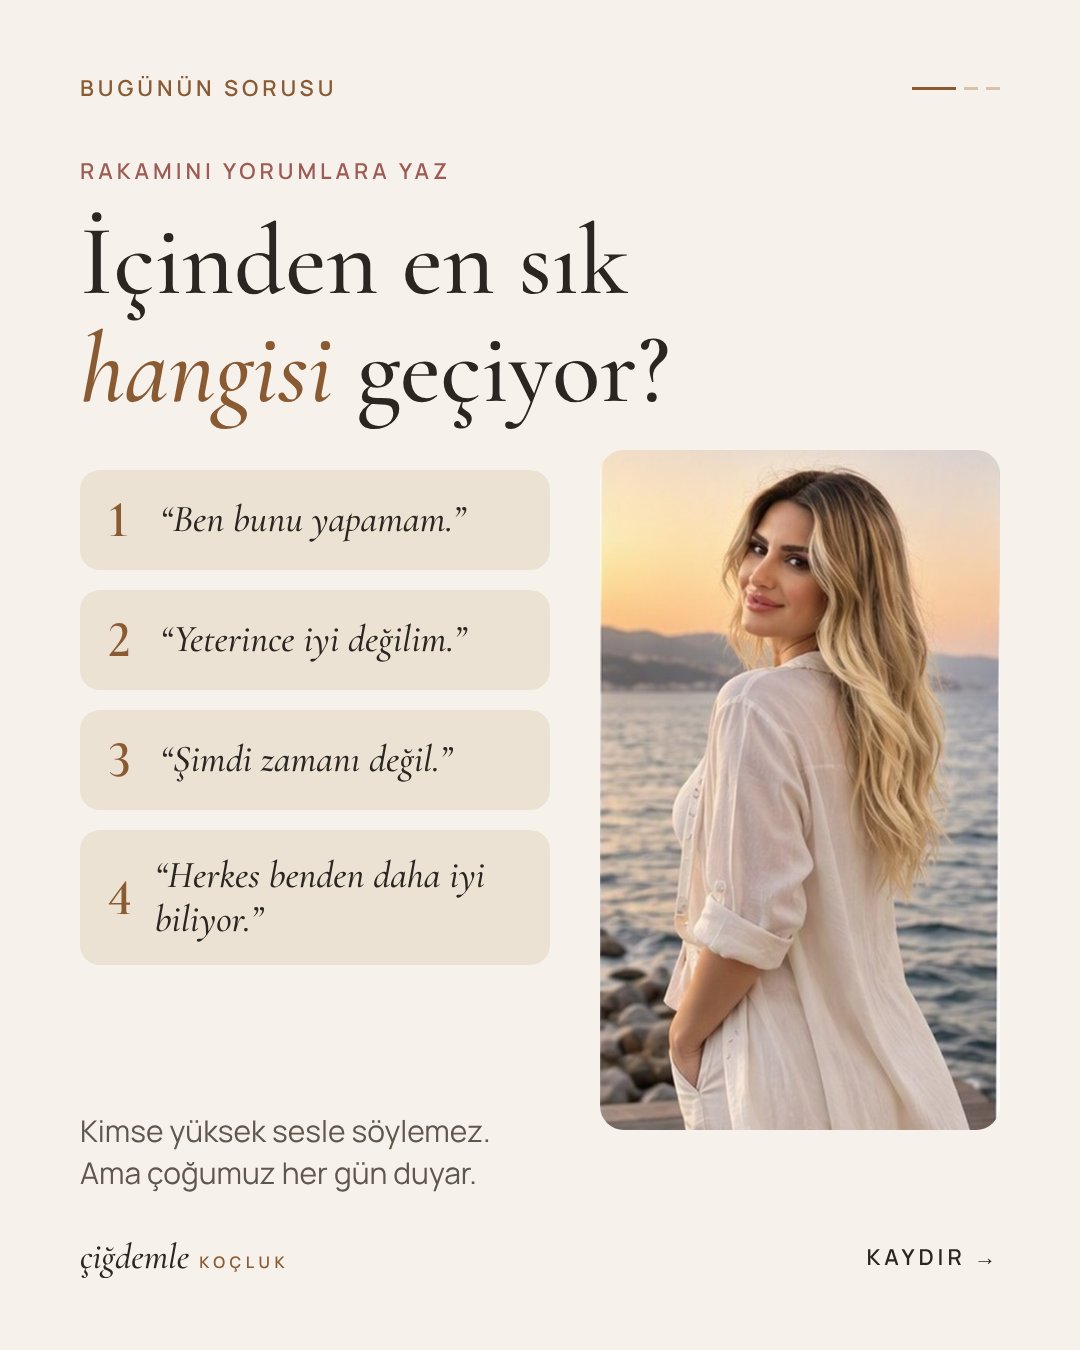 BUGÜNÜN SORUSU
RAKAMINI YORUMLARA YAZ
İçinden en sık
hangisi geçiyor?
1 “Ben bunu yapamam.”
2 “Yeterince iyi değilim.”
3 “Şimdi zamanı değil.”
4 “Herkes benden daha iyi
biliyor.”
Kimse yüksek sesle söylemez.
Ama çoğumuz her gün duyar.
çiğdemle KOÇLUK
KAYDIR →